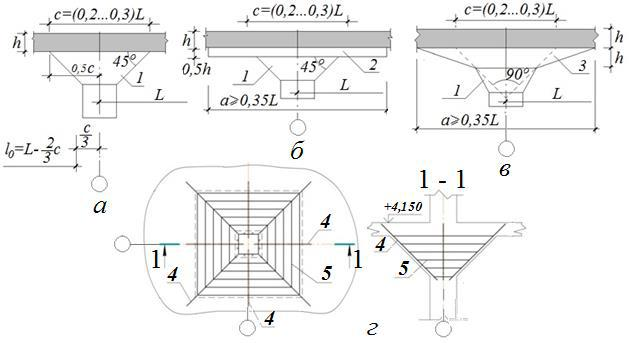 c=(0,2...0,3)L
h
0,5c
45°
1
L
c/3
l₀=L-2/3c
а
c=(0,2...0,3)L
h
0,5h
1
45°
2
L
a⩾0,35L
б
c=(0,2...0,3)L
h
h
1
90°
3
L
a⩾0,35L
в
1
4
4
5
4
1
г
1 - 1
+4,150
4
5